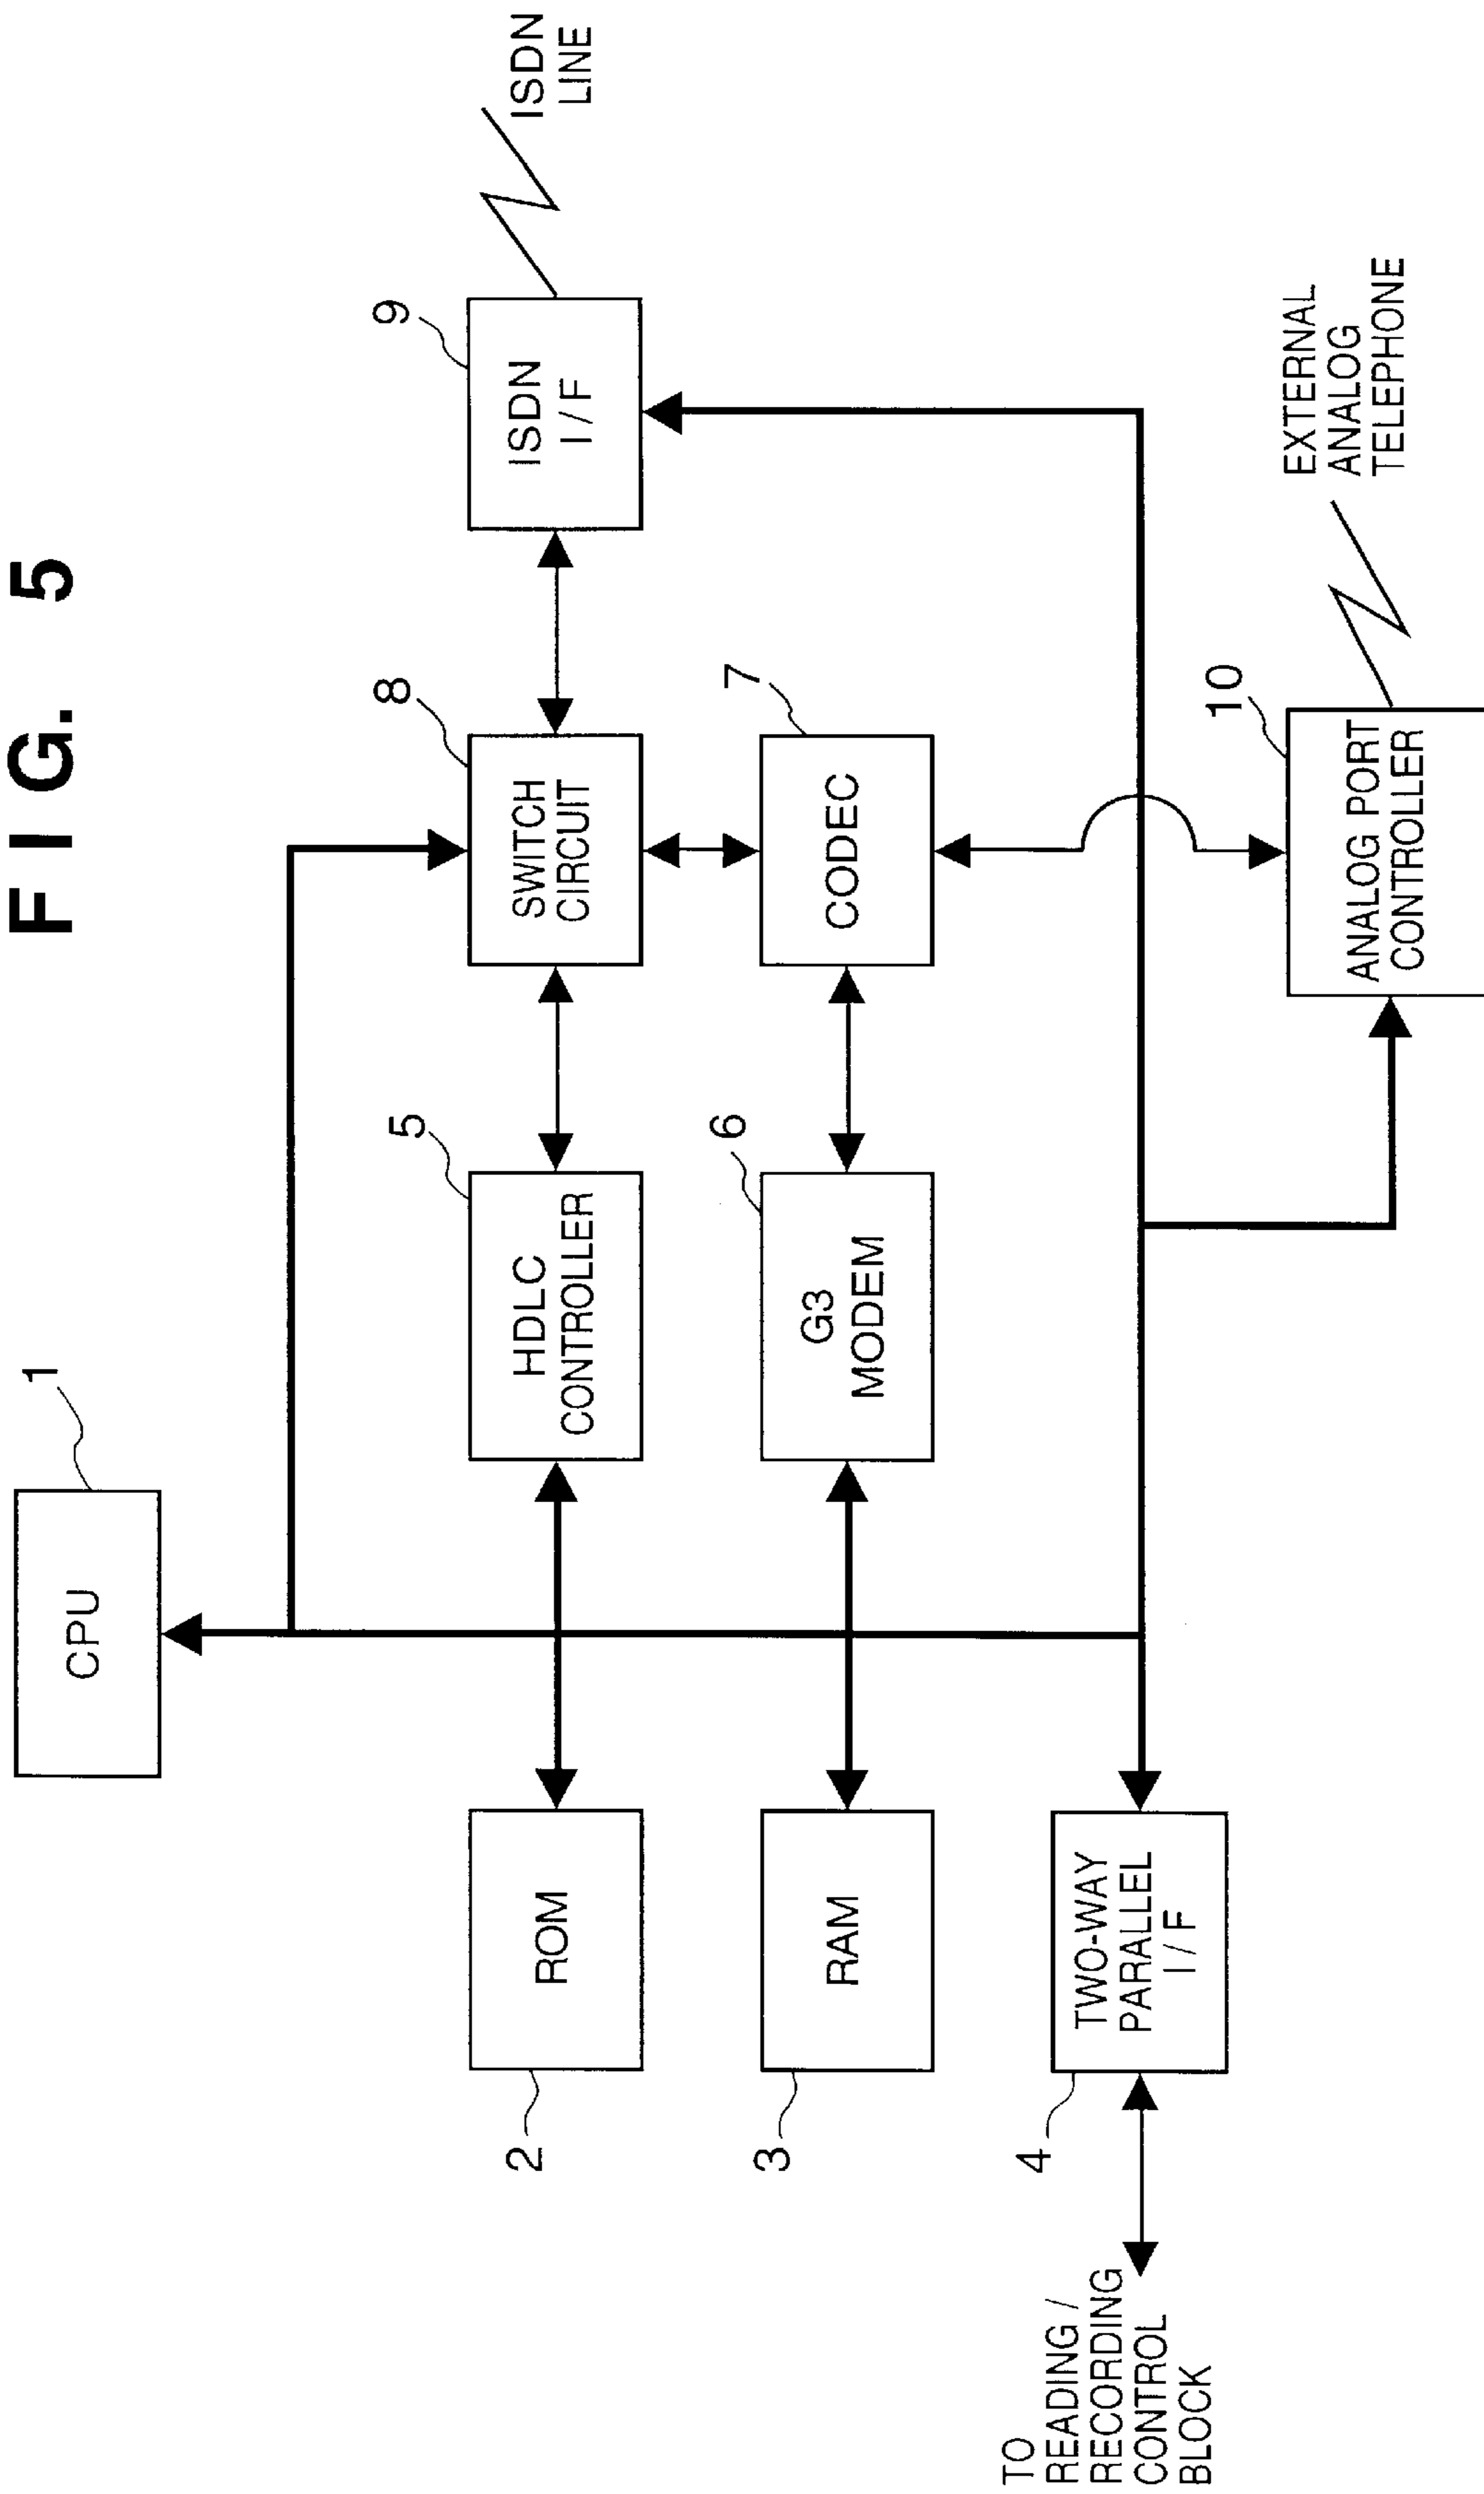 FIG. 5
1
CPU
2
ROM
5
HDLC
CONTROLLER
8
SWITCH
CIRCUIT
9
ISDN
I/F
ISDN
LINE
3
RAM
6
G3
MODEM
7
CODEC
4
TWO-WAY
PARALLEL
I/F
TO
READING/
RECORDING
CONTROL
BLOCK
10
ANALOG PORT
CONTROLLER
EXTERNAL
ANALOG
TELEPHONE